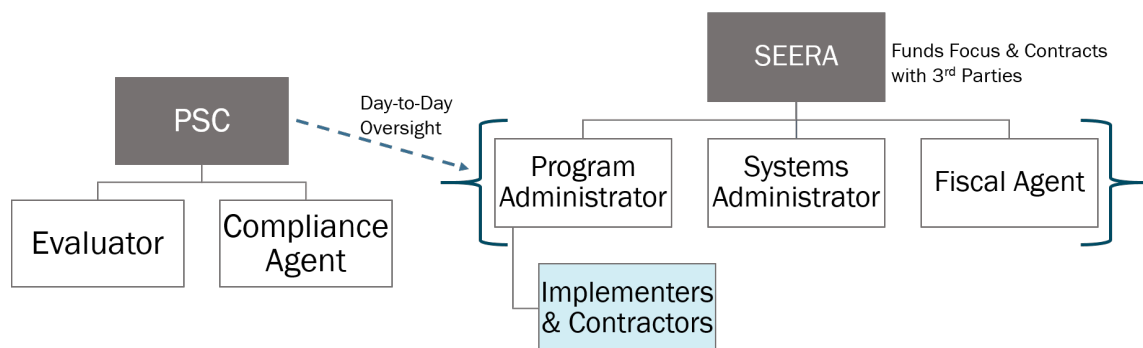 SEERA
Funds Focus & Contracts
with 3rd Parties
PSC
Day-to-Day
Oversight
Program
Administrator
Systems
Administrator
Fiscal Agent
Evaluator
Compliance
Agent
Implementers
& Contractors